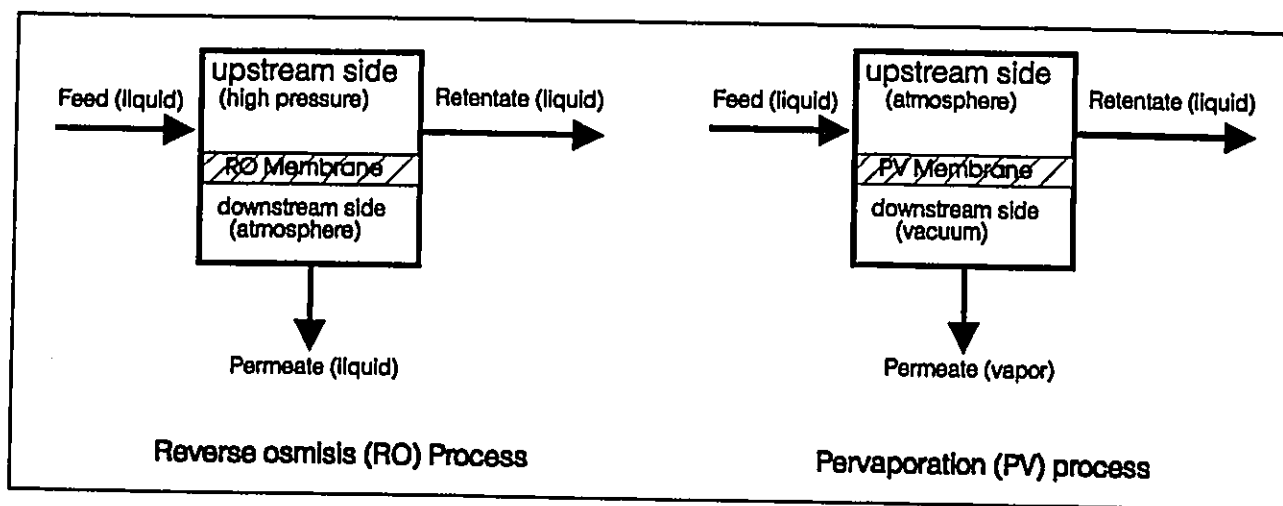 upstream side
(high pressure)
Feed (liquid)
Retentate (liquid)
RO Membrane
downstream side
(atmosphere)
Permeate (liquid)
Reverse osmisis (RO) Process
upstream side
(atmosphere)
Feed (liquid)
Retentate (liquid)
PV Membrane
downstream side
(vacuum)
Permeate (vapor)
Pervaporation (PV) process